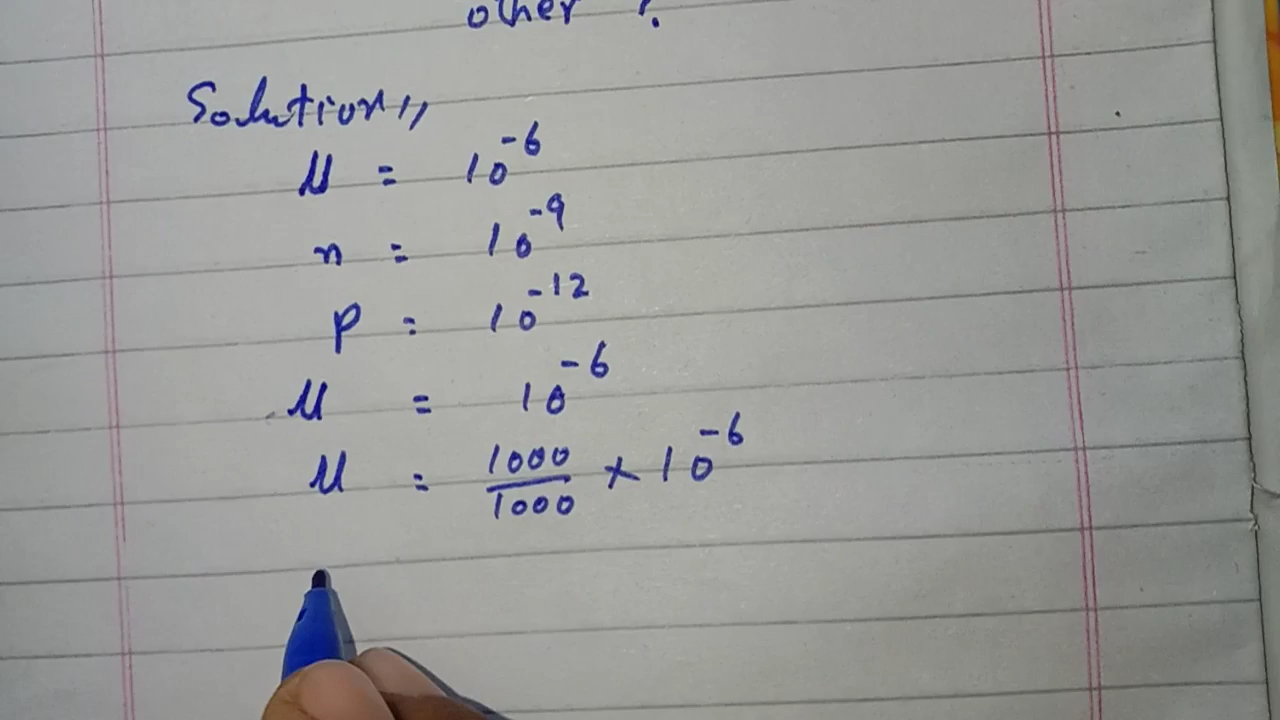 other ?
Solution,,
μ = 10⁻⁶
n = 10⁻⁹
p = 10⁻¹²
μ = 10⁻⁶
μ = 1000/1000 × 10⁻⁶